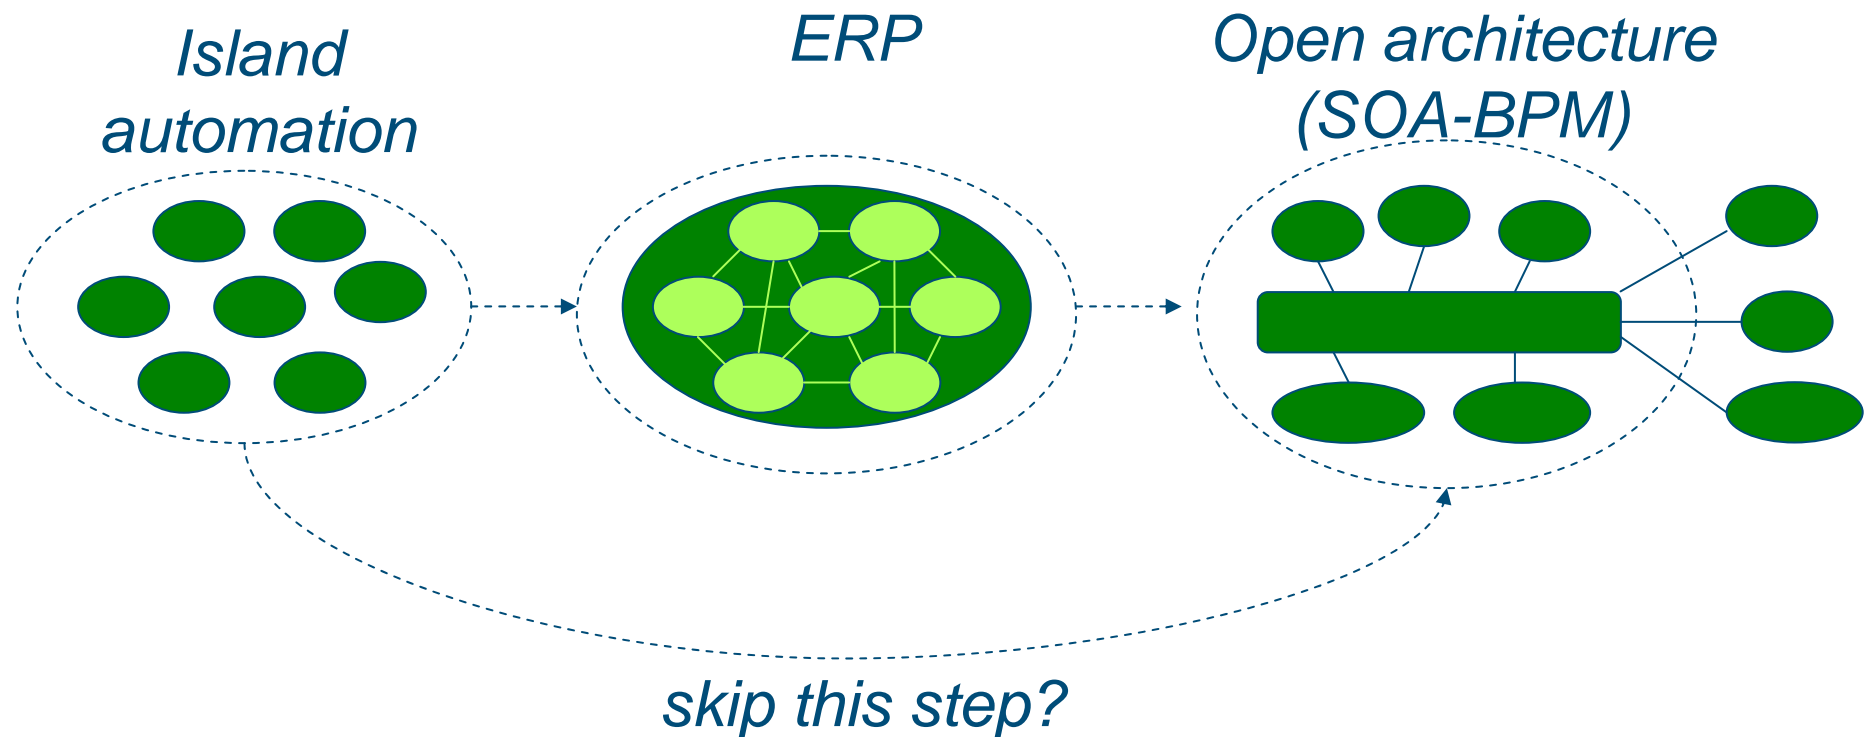 Island
automation
ERP
Open architecture
(SOA-BPM)
skip this step?